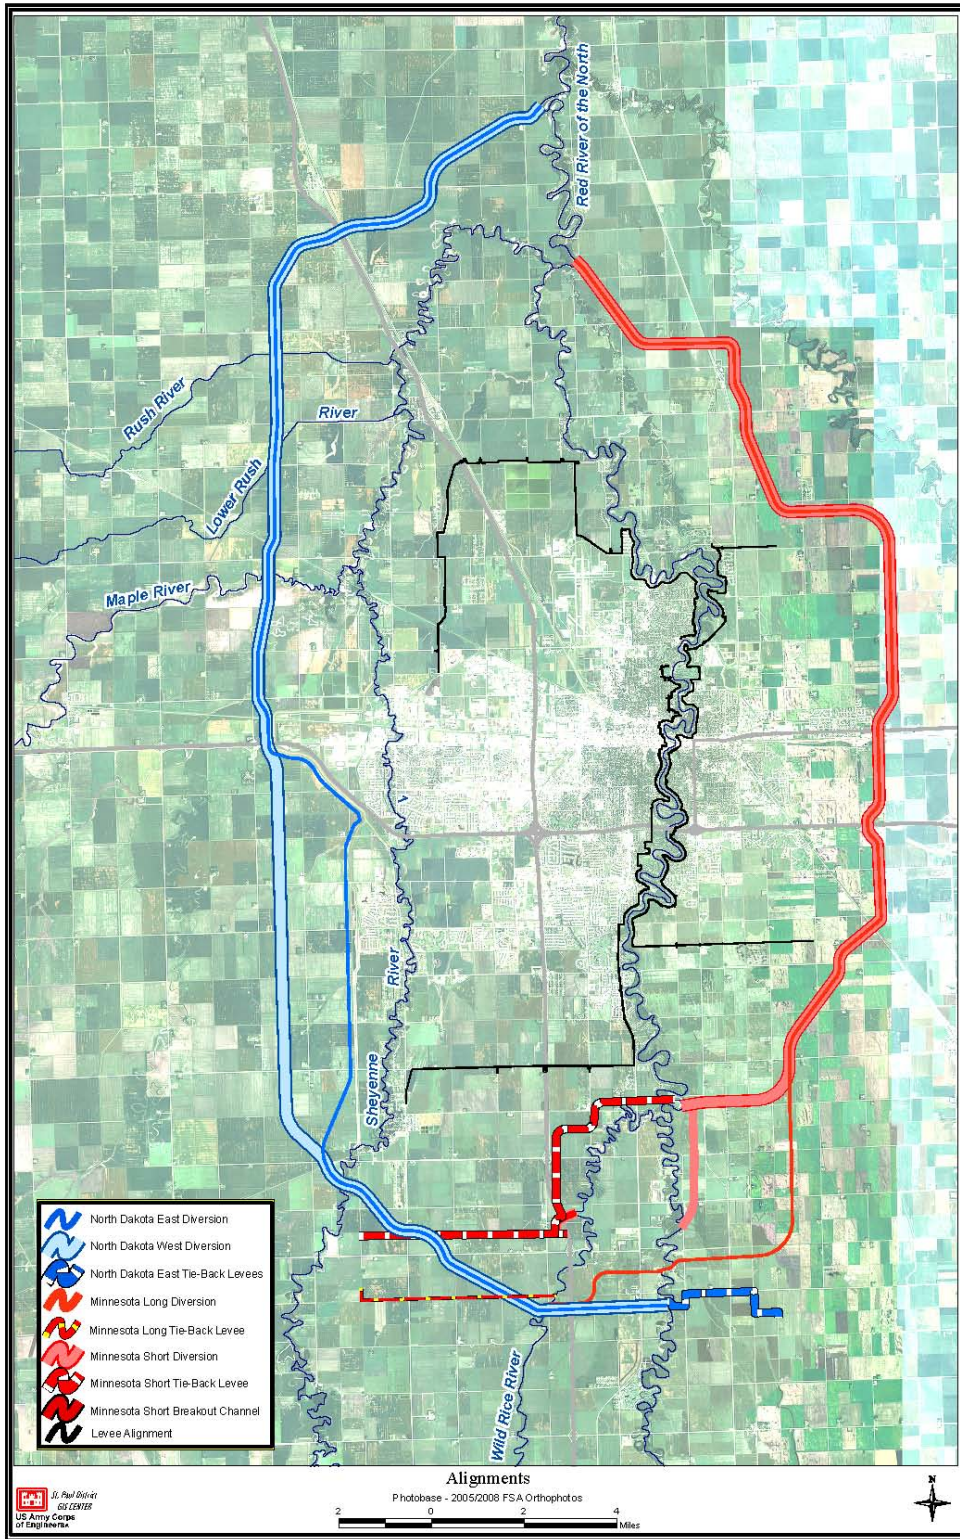 Red River of the North
Rush River
River
Lower Rush
Maple River
River
Sheyenne
Wild Rice River
North Dakota East Diversion
North Dakota West Diversion
North Dakota East Tie-Back Levees
Minnesota Long Diversion
Minnesota Long Tie-Back Levee
Minnesota Short Diversion
Minnesota Short Tie-Back Levee
Minnesota Short Breakout Channel
Levee Alignment
Alignments
Photobase - 2005/2008 FSA Orthophotos
2 0 2 4
Miles
St. Paul District
GIS CENTER
US Army Corps
of Engineers
N